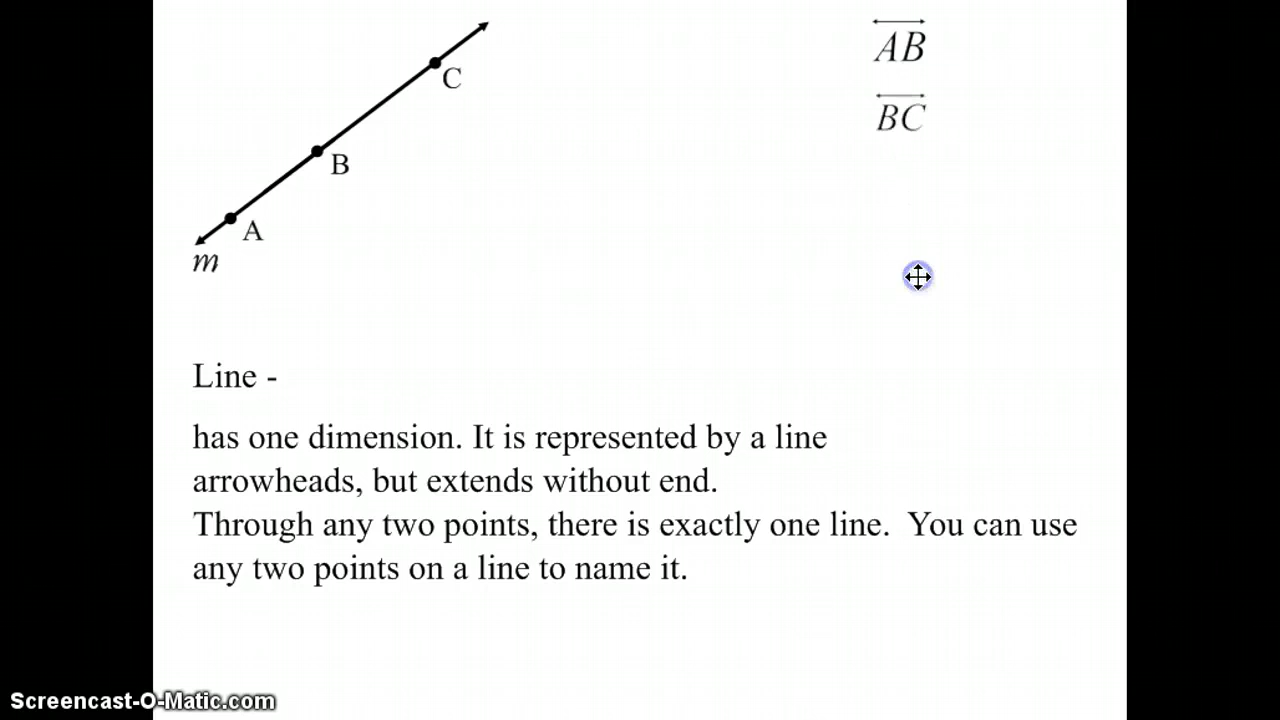 C
B
A
m
AB
BC
Line -
has one dimension. It is represented by a line
arrowheads, but extends without end.
Through any two points, there is exactly one line. You can use
any two points on a line to name it.
Screencast-O-Matic.com